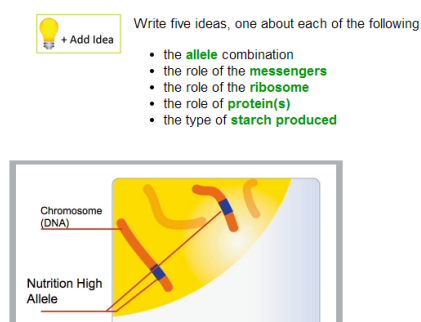 + Add Idea
Write five ideas, one about each of the following
• the allele combination
• the role of the messengers
• the role of the ribosome
• the role of protein(s)
• the type of starch produced
Chromosome
(DNA)
Nutrition High
Allele